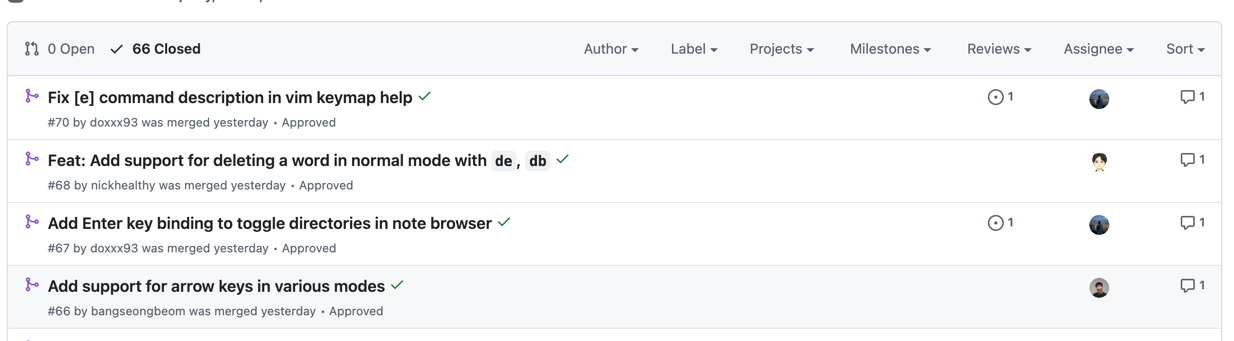 0 Open 66 Closed Author Label Projects Milestones Reviews Assignee Sort
Fix [e] command description in vim keymap help 1 1
#70 by doxxx93 was merged yesterday • Approved
Feat: Add support for deleting a word in normal mode with de, db 1
#68 by nickhealthy was merged yesterday • Approved
Add Enter key binding to toggle directories in note browser 1 1
#67 by doxxx93 was merged yesterday • Approved
Add support for arrow keys in various modes 1
#66 by bangseongbeom was merged yesterday • Approved